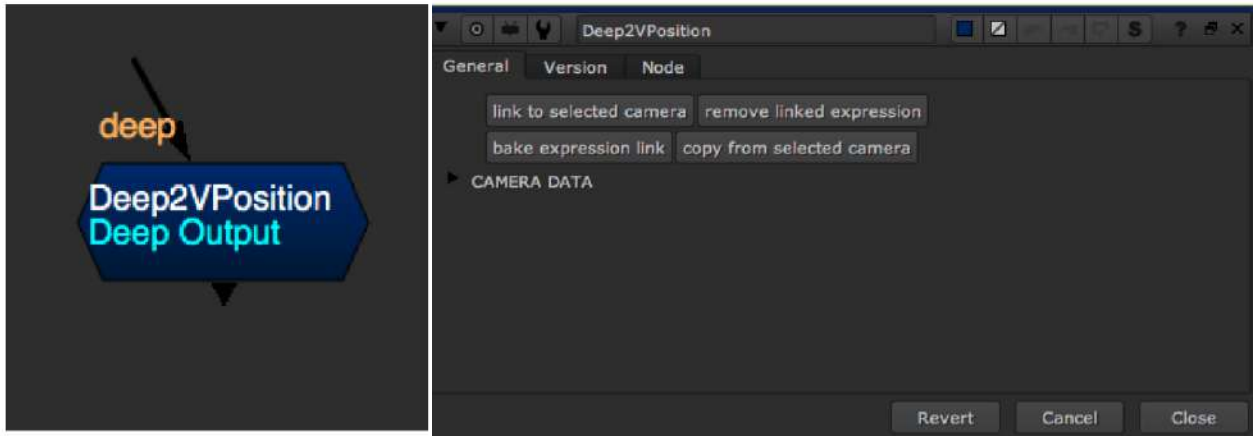 deep
Deep2VPosition
Deep Output
Deep2VPosition
S ?
General Version Node
link to selected camera remove linked expression
bake expression link copy from selected camera
CAMERA DATA
Revert Cancel Close